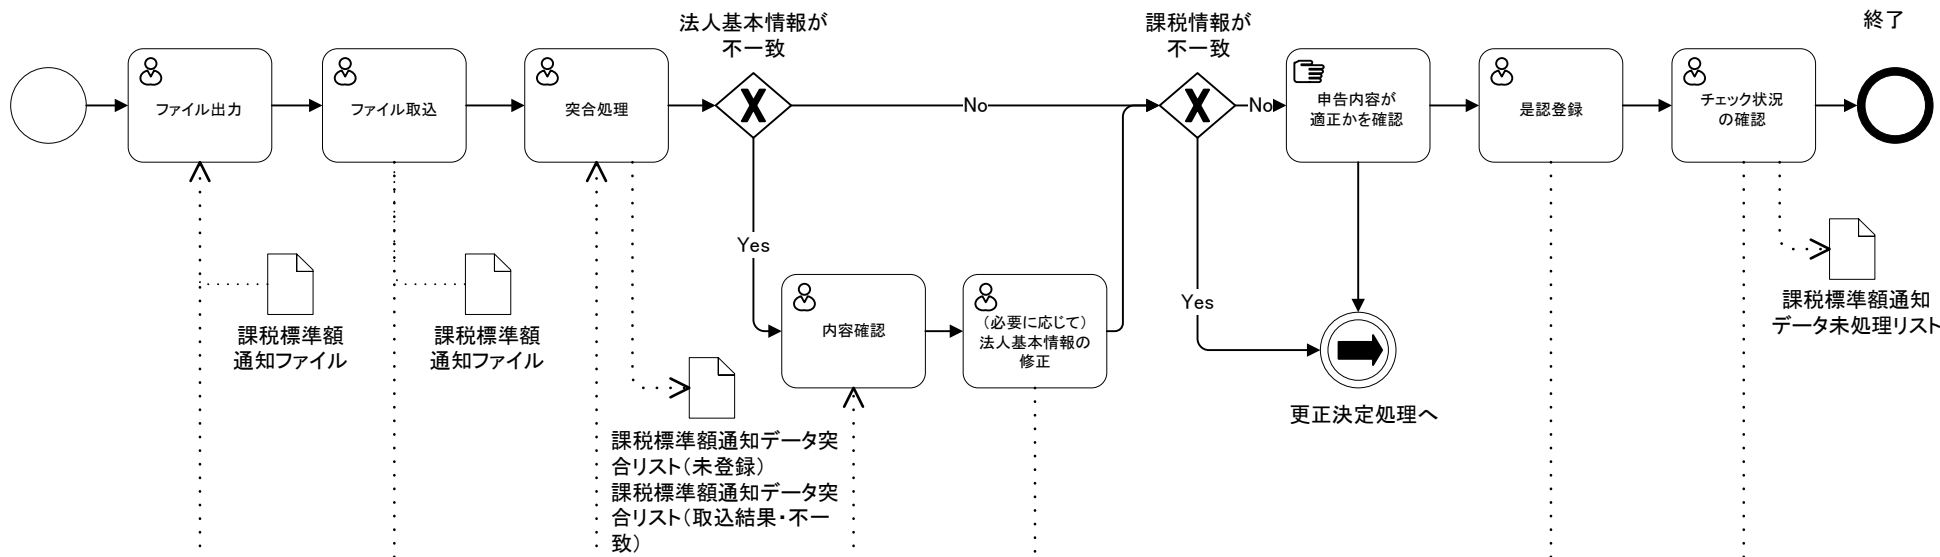 法人基本情報が
不一致
課税情報が
不一致
終了
ファイル出力
ファイル取込
突合処理
No
No
申告内容が
適正かを確認
是認登録
チェック状況
の確認
Yes
Yes
内容確認
（必要に応じて）
法人基本情報の
修正
課税標準額
通知ファイル
課税標準額
通知ファイル
課税標準額通知
データ未処理リスト
更正決定処理へ
課税標準額通知データ突
合リスト（未登録）
課税標準額通知データ突
合リスト（取込結果・不一
致）